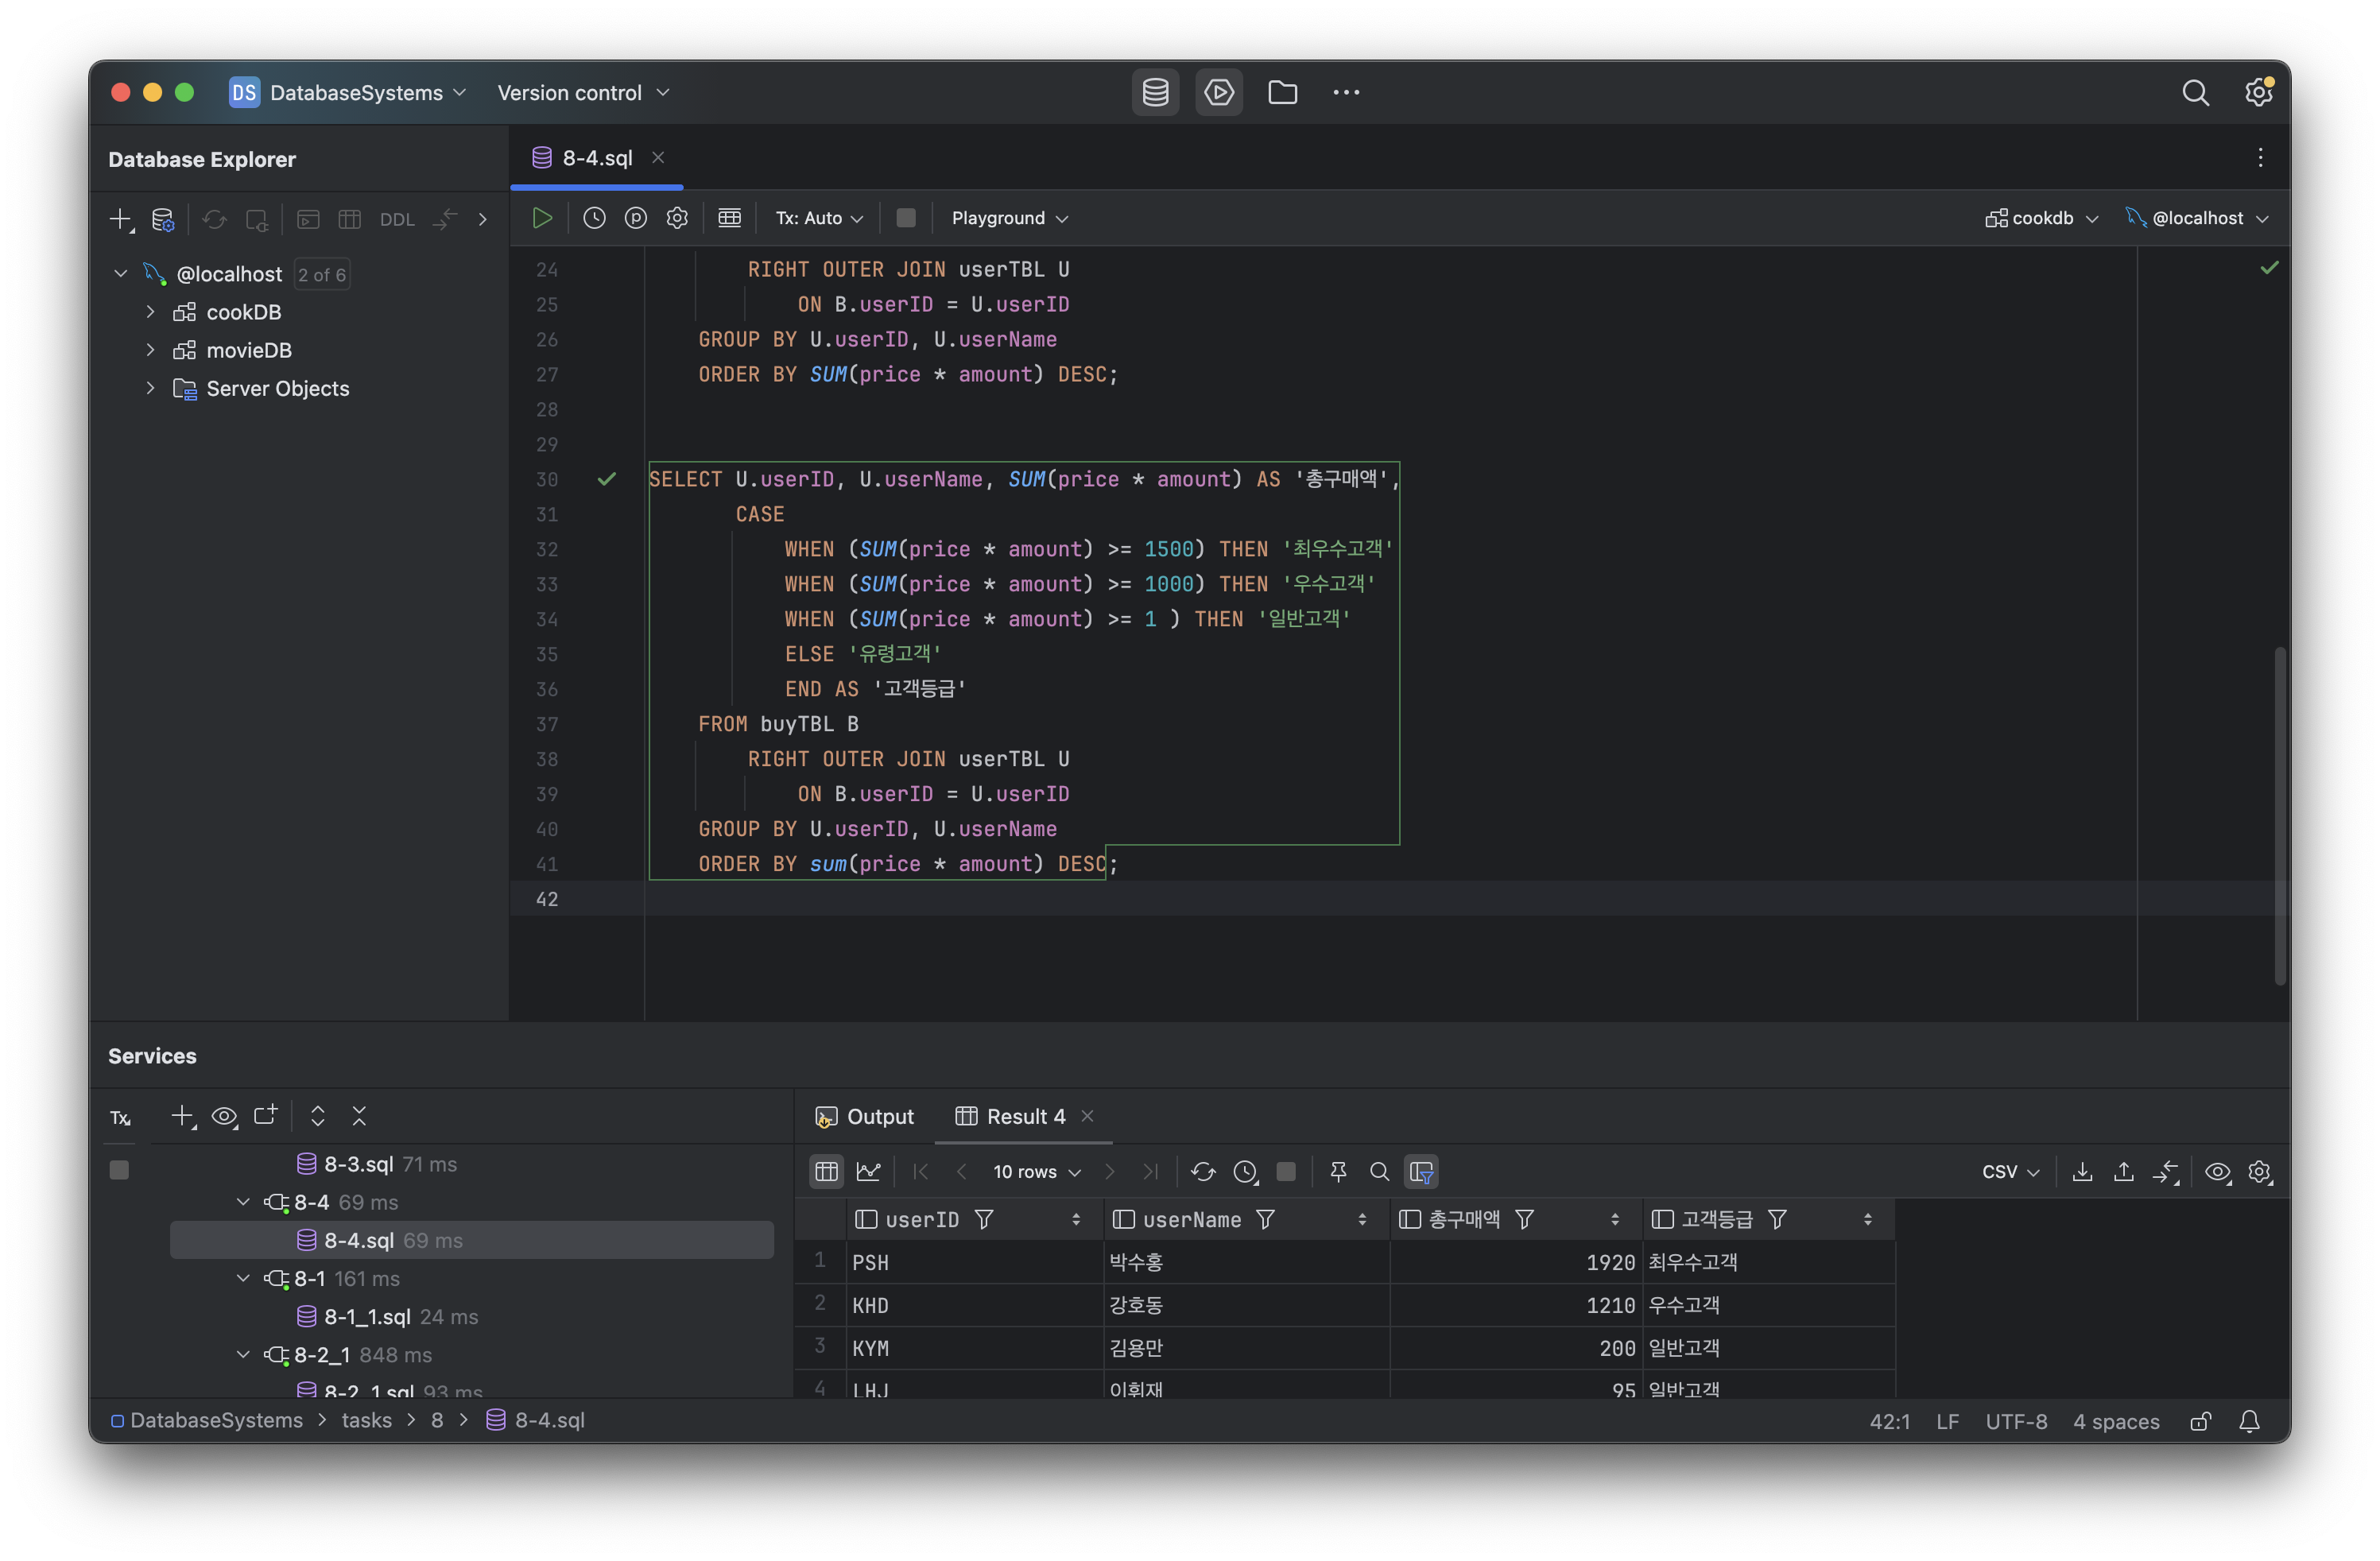 DS DatabaseSystems Version control
Database Explorer
8-4.sql
DDL
Tx: Auto Playground cookdb @localhost
@localhost 2 of 6
cookDB
movieDB
Server Objects
24 RIGHT OUTER JOIN userTBL U
25 ON B.userID = U.userID
26 GROUP BY U.userID, U.userName
27 ORDER BY SUM(price * amount) DESC;
28
29
30 SELECT U.userID, U.userName, SUM(price * amount) AS '총구매액',
31 CASE
32 WHEN (SUM(price * amount) >= 1500) THEN '최우수고객'
33 WHEN (SUM(price * amount) >= 1000) THEN '우수고객'
34 WHEN (SUM(price * amount) >= 1 ) THEN '일반고객'
35 ELSE '유령고객'
36 END AS '고객등급'
37 FROM buyTBL B
38 RIGHT OUTER JOIN userTBL U
39 ON B.userID = U.userID
40 GROUP BY U.userID, U.userName
41 ORDER BY sum(price * amount) DESC;
42
Services
Tx
8-3.sql 71 ms
8-4 69 ms
8-4.sql 69 ms
8-1 161 ms
8-1_1.sql 24 ms
8-2_1 848 ms
8-2_1.sql 93 ms
Output Result 4
10 rows CSV
userID userName 총구매액 고객등급
1 PSH 박수홍 1920 최우수고객
2 KHD 강호동 1210 우수고객
3 KYM 김용만 200 일반고객
4 LHJ 이휘재 95 일반고객
DatabaseSystems > tasks > 8 > 8-4.sql
42:1 LF UTF-8 4 spaces